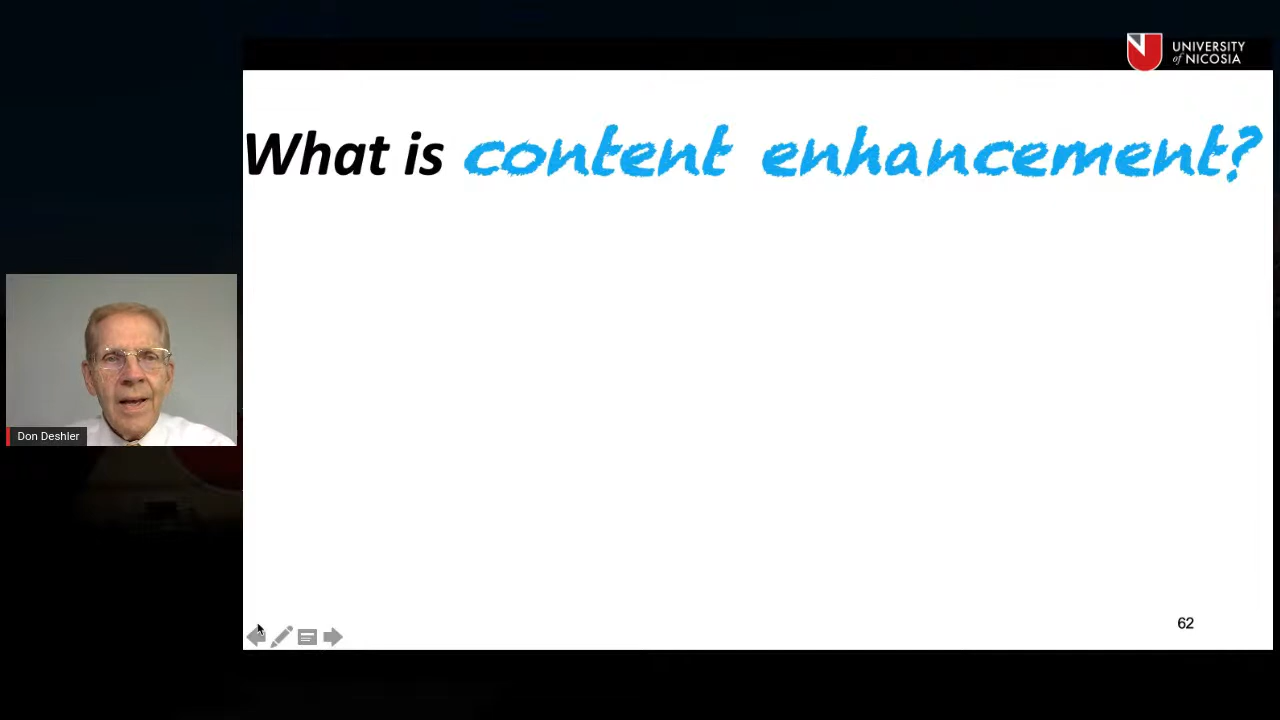 UNIVERSITY
of NICOSIA
What is content enhancement?
Don Deshler
62